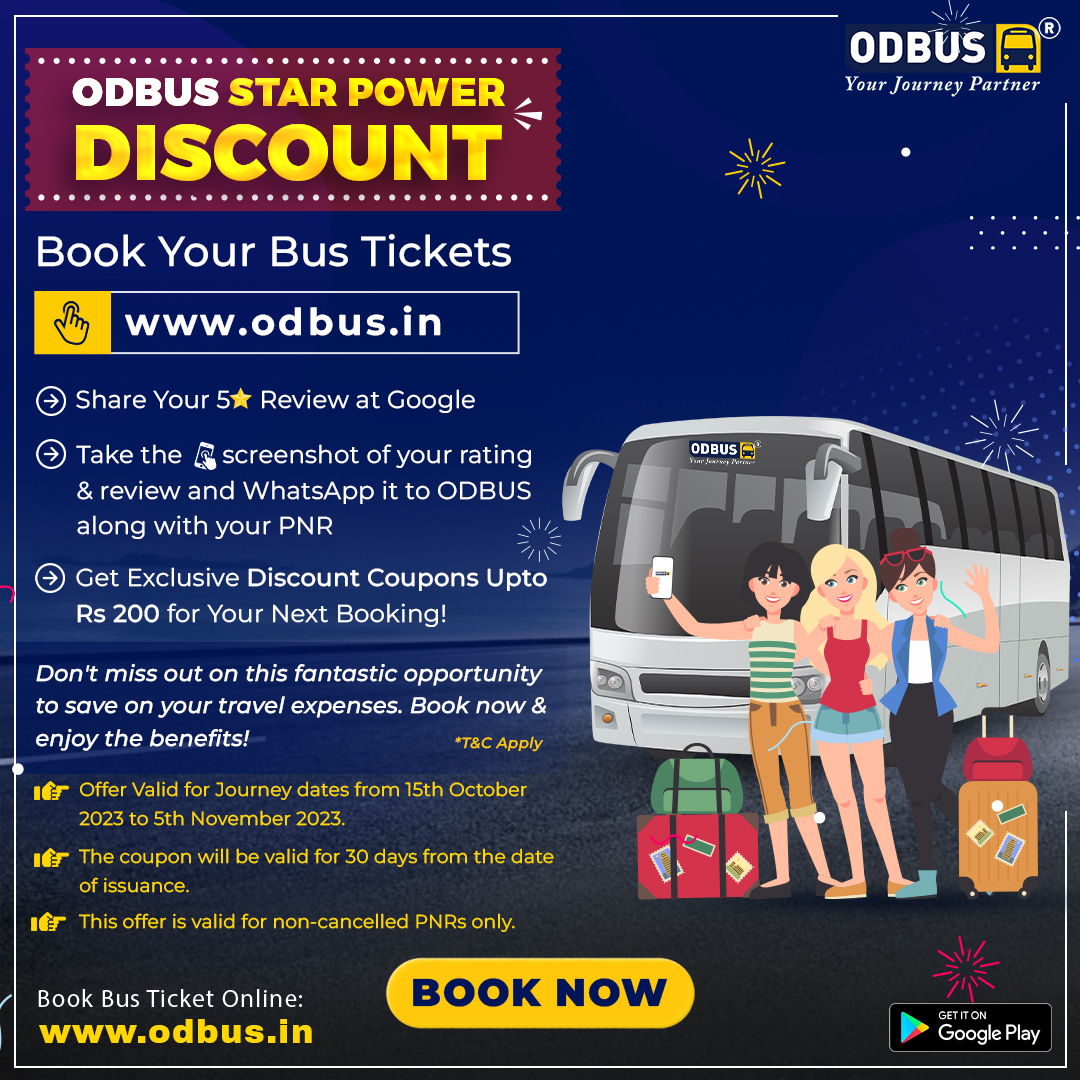 ODBUS ®
Your Journey Partner
ODBUS STAR POWER
DISCOUNT
Book Your Bus Tickets
www.odbus.in
Share Your 5⭐ Review at Google
Take the screenshot of your rating
& review and WhatsApp it to ODBUS
along with your PNR
Get Exclusive Discount Coupons Upto
Rs 200 for Your Next Booking!
Don't miss out on this fantastic opportunity
to save on your travel expenses. Book now &
enjoy the benefits!
*T&C Apply
Offer Valid for Journey dates from 15th October
2023 to 5th November 2023.
The coupon will be valid for 30 days from the date
of issuance.
This offer is valid for non-cancelled PNRs only.
ODBUS ®
Your Journey Partner
Book Bus Ticket Online:
www.odbus.in
BOOK NOW
GET IT ON
Google Play